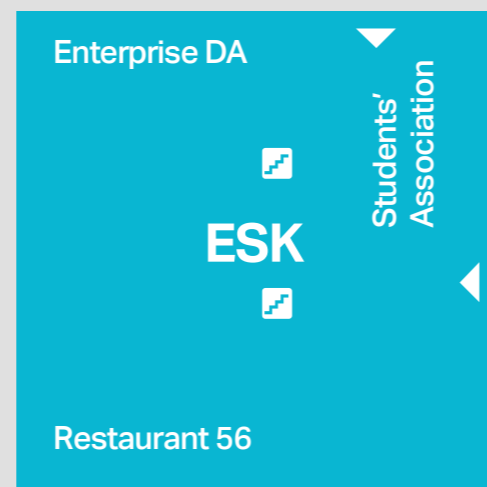 Enterprise DA
Students’
Association
ESK
Restaurant 56